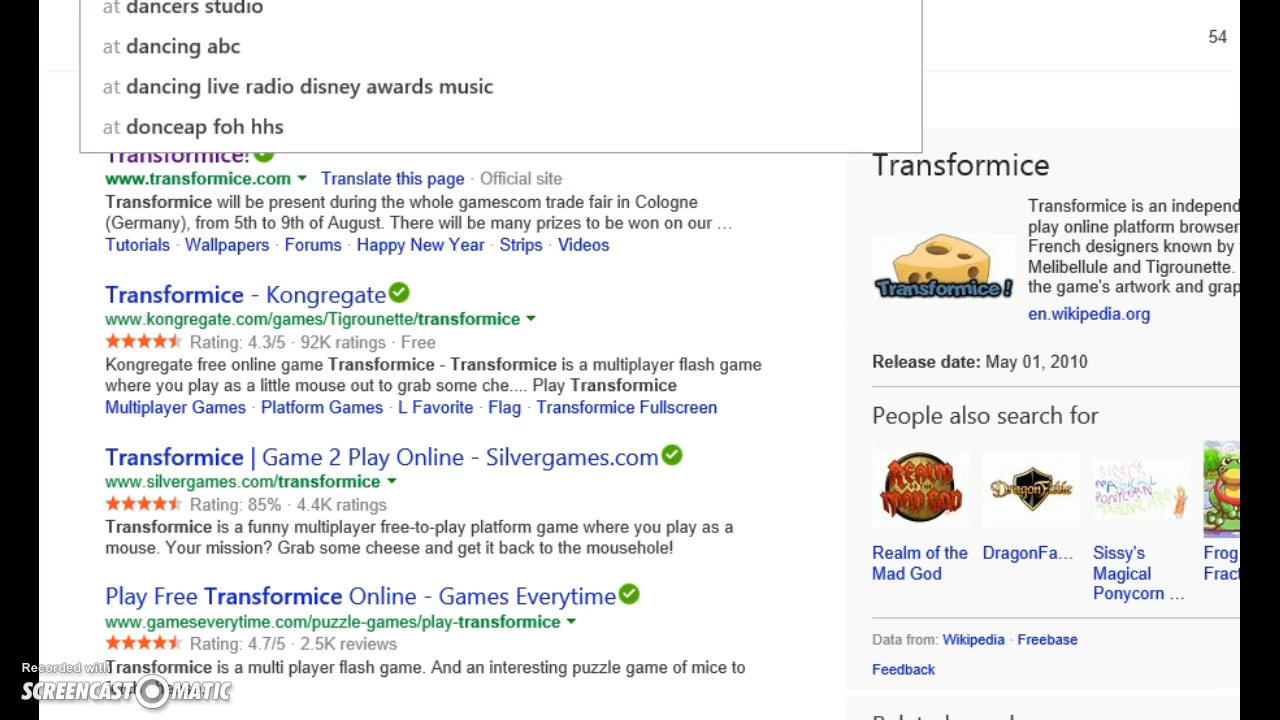 at dancers studio
54
at dancing abc
at dancing live radio disney awards music
at donceap foh hhs
Transformice!
www.transformice.com Translate this page · Official site
Transformice will be present during the whole gamescom trade fair in Cologne
(Germany), from 5th to 9th of August. There will be many prizes to be won on our ...
Tutorials · Wallpapers · Forums · Happy New Year · Strips · Videos
Transformice - Kongregate
www.kongregate.com/games/Tigrounette/transformice
Rating: 4.3/5 · 92K ratings · Free
Kongregate free online game Transformice - Transformice is a multiplayer flash game
where you play as a little mouse out to grab some che.... Play Transformice
Multiplayer Games · Platform Games · L Favorite · Flag · Transformice Fullscreen
Transformice | Game 2 Play Online - Silvergames.com
www.silvergames.com/transformice
Rating: 85% · 4.4K ratings
Transformice is a funny multiplayer free-to-play platform game where you play as a
mouse. Your mission? Grab some cheese and get it back to the mousehole!
Play Free Transformice Online - Games Everytime
www.gameseverytime.com/puzzle-games/play-transformice
Rating: 4.7/5 · 2.5K reviews
Transformice is a multi player flash game. And an interesting puzzle game of mice to
Transformice
Transformice is an independ
play online platform browser
French designers known by
Melibellule and Tigrounette.
the game's artwork and grap
en.wikipedia.org
Transformice !
Release date: May 01, 2010
People also search for
REALM OF THE MAD GOD
DragonFable
SISSY'S MAGICAL PONYCORN ADVENTURE
Realm of the
Mad God
DragonFa...
Sissy's
Magical
Ponycorn ...
Frog
Fract
Data from: Wikipedia · Freebase
Feedback
Recorded with
SCREENCAST-O-MATIC